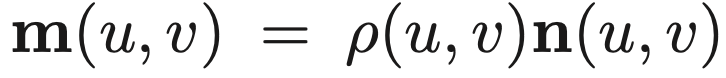 𝐦(u, v) = ρ(u, v)𝐧(u, v)